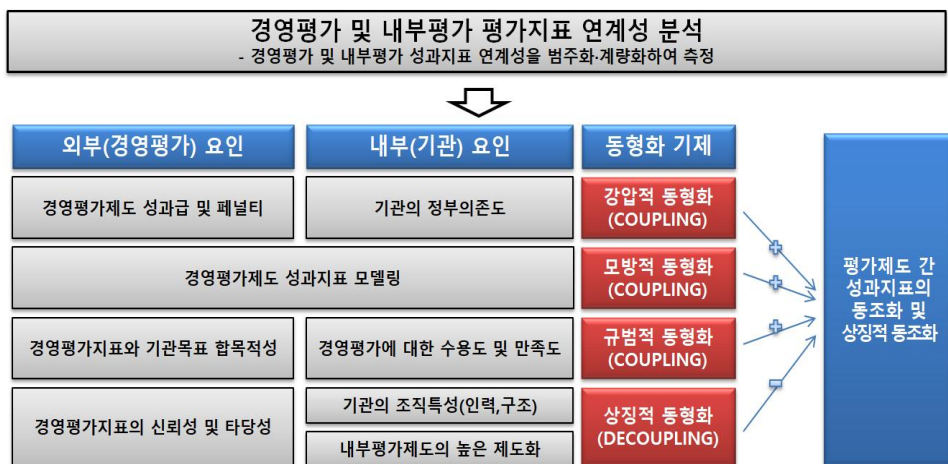 경영평가 및 내부평가 평가지표 연계성 분석
- 경영평가 및 내부평가 성과지표 연계성을 범주화·계량화하여 측정
외부(경영평가) 요인
내부(기관) 요인
동형화 기제
경영평가제도 성과급 및 페널티
기관의 정부의존도
강압적 동형화
(COUPLING)
경영평가제도 성과지표 모델링
모방적 동형화
(COUPLING)
경영평가지표와 기관목표 합목적성
경영평가에 대한 수용도 및 만족도
규범적 동형화
(COUPLING)
경영평가지표의 신뢰성 및 타당성
기관의 조직특성(인력,구조)
내부평가제도의 높은 제도화
상징적 동형화
(DECOUPLING)
+
+
+
-
평가제도 간
성과지표의
동조화 및
상징적 동조화